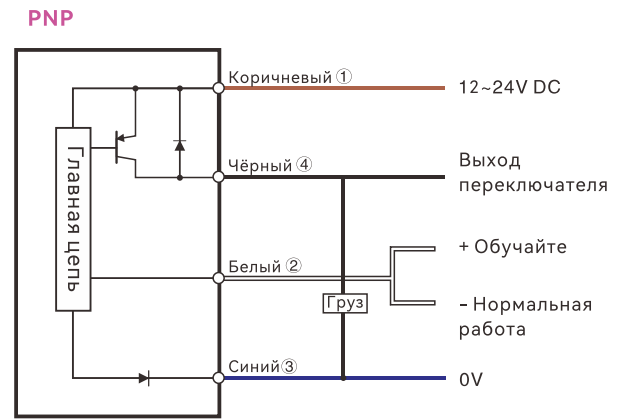 PNP
Коричневый ①
12~24V DC
Главная цепь
Чёрный ④
Выход
переключателя
Белый ②
+ Обучайте
Груз
- Нормальная
работа
Синий ③
0V